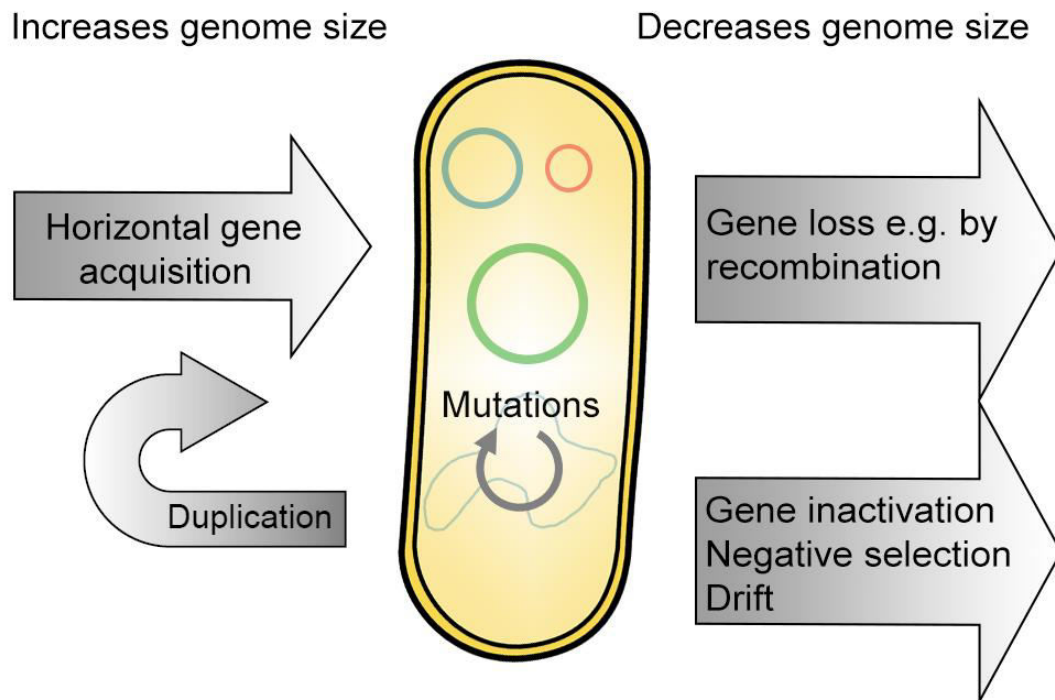 Increases genome size
Decreases genome size
Horizontal gene
acquisition
Gene loss e.g. by
recombination
Mutations
Duplication
Gene inactivation
Negative selection
Drift